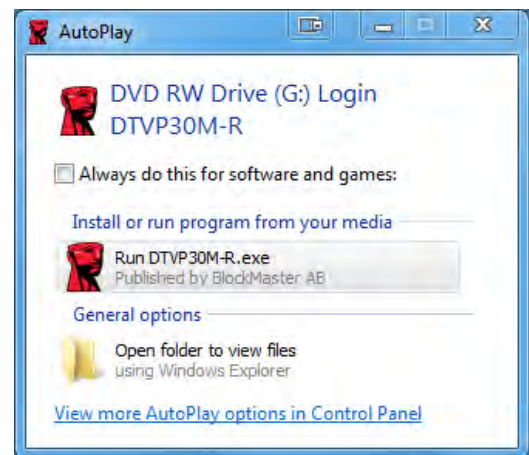 AutoPlay
DVD RW Drive (G:) Login
DTVP30M-R
Always do this for software and games:
Install or run program from your media
Run DTVP30M-R.exe
Published by BlockMaster AB
General options
Open folder to view files
using Windows Explorer
View more AutoPlay options in Control Panel